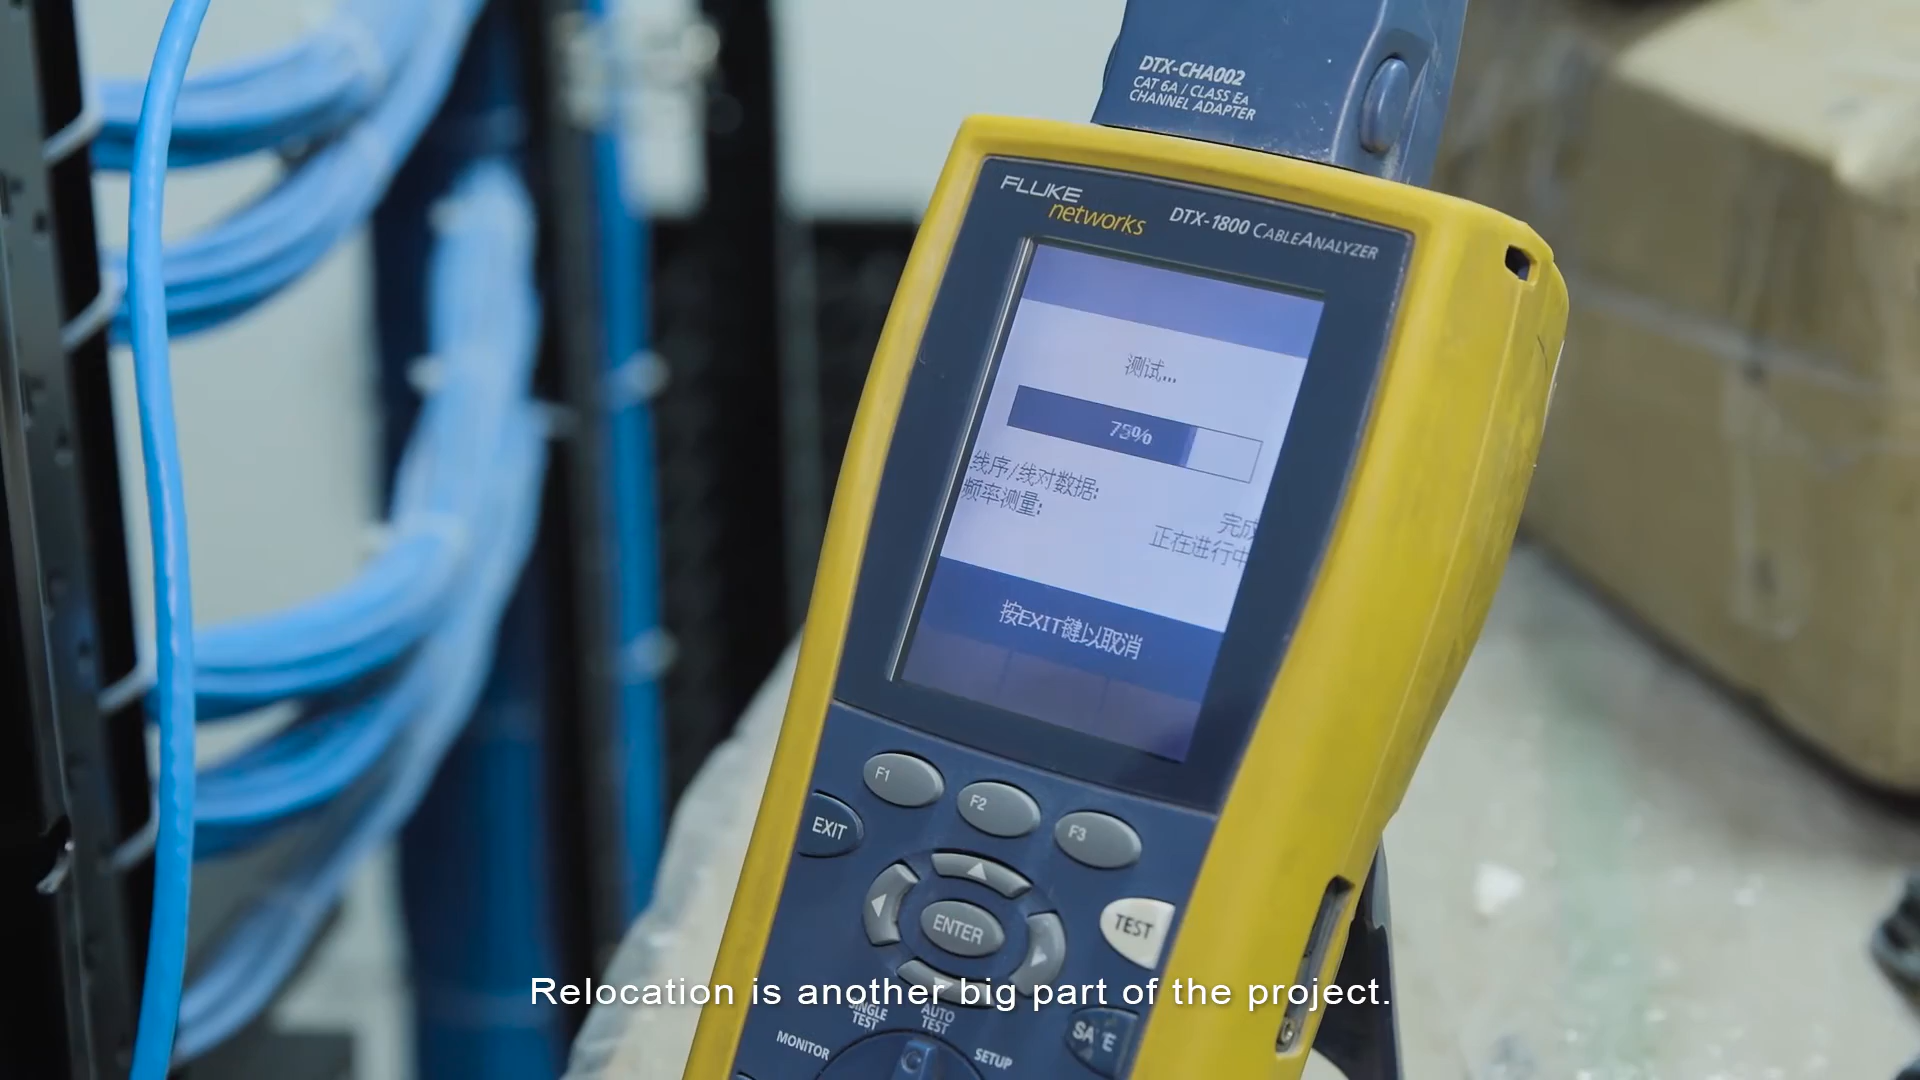 DTX-CHA002
CAT 6A / CLASS EA
CHANNEL ADAPTER
FLUKE
networks
DTX-1800 CABLEANALYZER
测试...
75%
线序/线对数据:
完成
频率测量:
正在进行中
按EXIT键以取消
F1
F2
F3
EXIT
ENTER
TEST
Relocation is another big part of the project.
SINGLE
TEST
AUTO
TEST
MONITOR
SETUP
SAVE